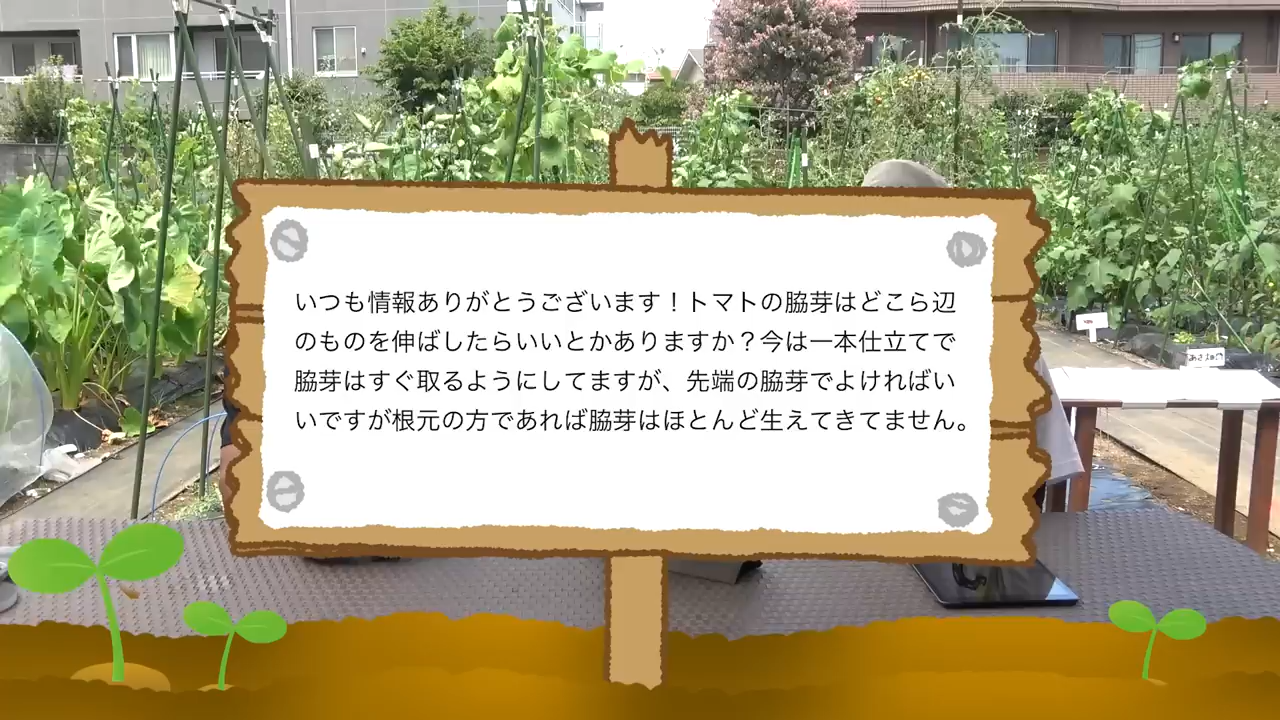 いつも情報ありがとうございます！トマトの脇芽はどこら辺
のものを伸ばしたらいいとかありますか？今は一本仕立てで
脇芽はすぐ取るようにしてますが、先端の脇芽でよければい
いですが根元の方であれば脇芽はほとんど生えてきてません。